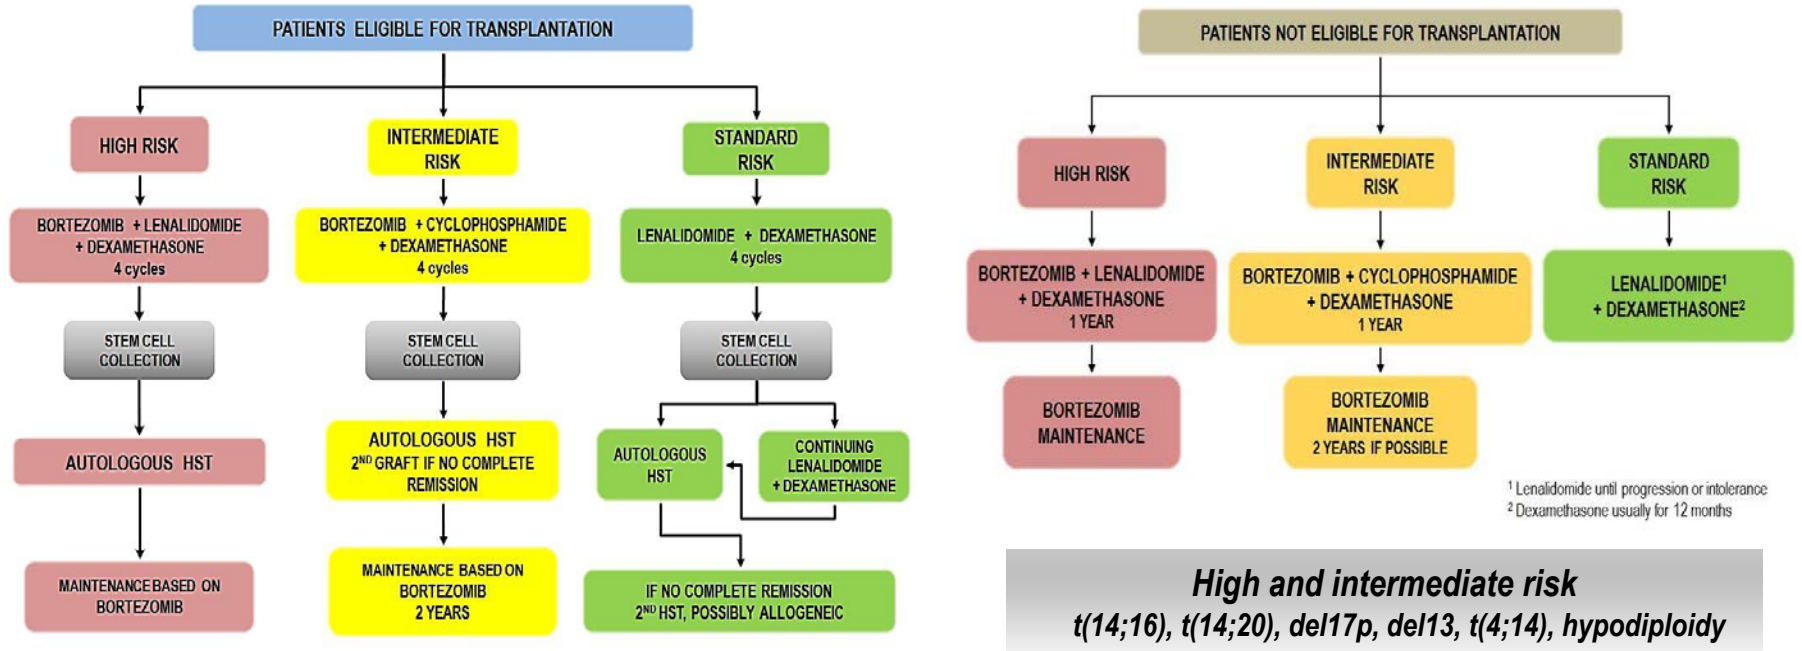 PATIENTS ELIGIBLE FOR TRANSPLANTATION
HIGH RISK
INTERMEDIATE
RISK
STANDARD
RISK
BORTEZOMIB + LENALIDOMIDE
+ DEXAMETHASONE
4 cycles
BORTEZOMIB + CYCLOPHOSPHAMIDE
+ DEXAMETHASONE
4 cycles
LENALIDOMIDE + DEXAMETHASONE
4 cycles
STEM CELL
COLLECTION
STEM CELL
COLLECTION
STEM CELL
COLLECTION
AUTOLOGOUS HST
AUTOLOGOUS HST
2ND GRAFT IF NO COMPLETE
REMISSION
AUTOLOGOUS
HST
CONTINUING
LENALIDOMIDE
+ DEXAMETHASONE
MAINTENANCE BASED ON
BORTEZOMIB
MAINTENANCE BASED ON
BORTEZOMIB
2 YEARS
IF NO COMPLETE REMISSION
2ND HST, POSSIBLY ALLOGENEIC
PATIENTS NOT ELIGIBLE FOR TRANSPLANTATION
HIGH RISK
INTERMEDIATE
RISK
STANDARD
RISK
BORTEZOMIB + LENALIDOMIDE
+ DEXAMETHASONE
1 YEAR
BORTEZOMIB + CYCLOPHOSPHAMIDE
+ DEXAMETHASONE
1 YEAR
LENALIDOMIDE1
+ DEXAMETHASONE2
BORTEZOMIB
MAINTENANCE
BORTEZOMIB
MAINTENANCE
2 YEARS IF POSSIBLE
1 Lenalidomide until progression or intolerance
2 Dexamethasone usually for 12 months
High and intermediate risk
t(14;16), t(14;20), del17p, del13, t(4;14), hypodiploidy